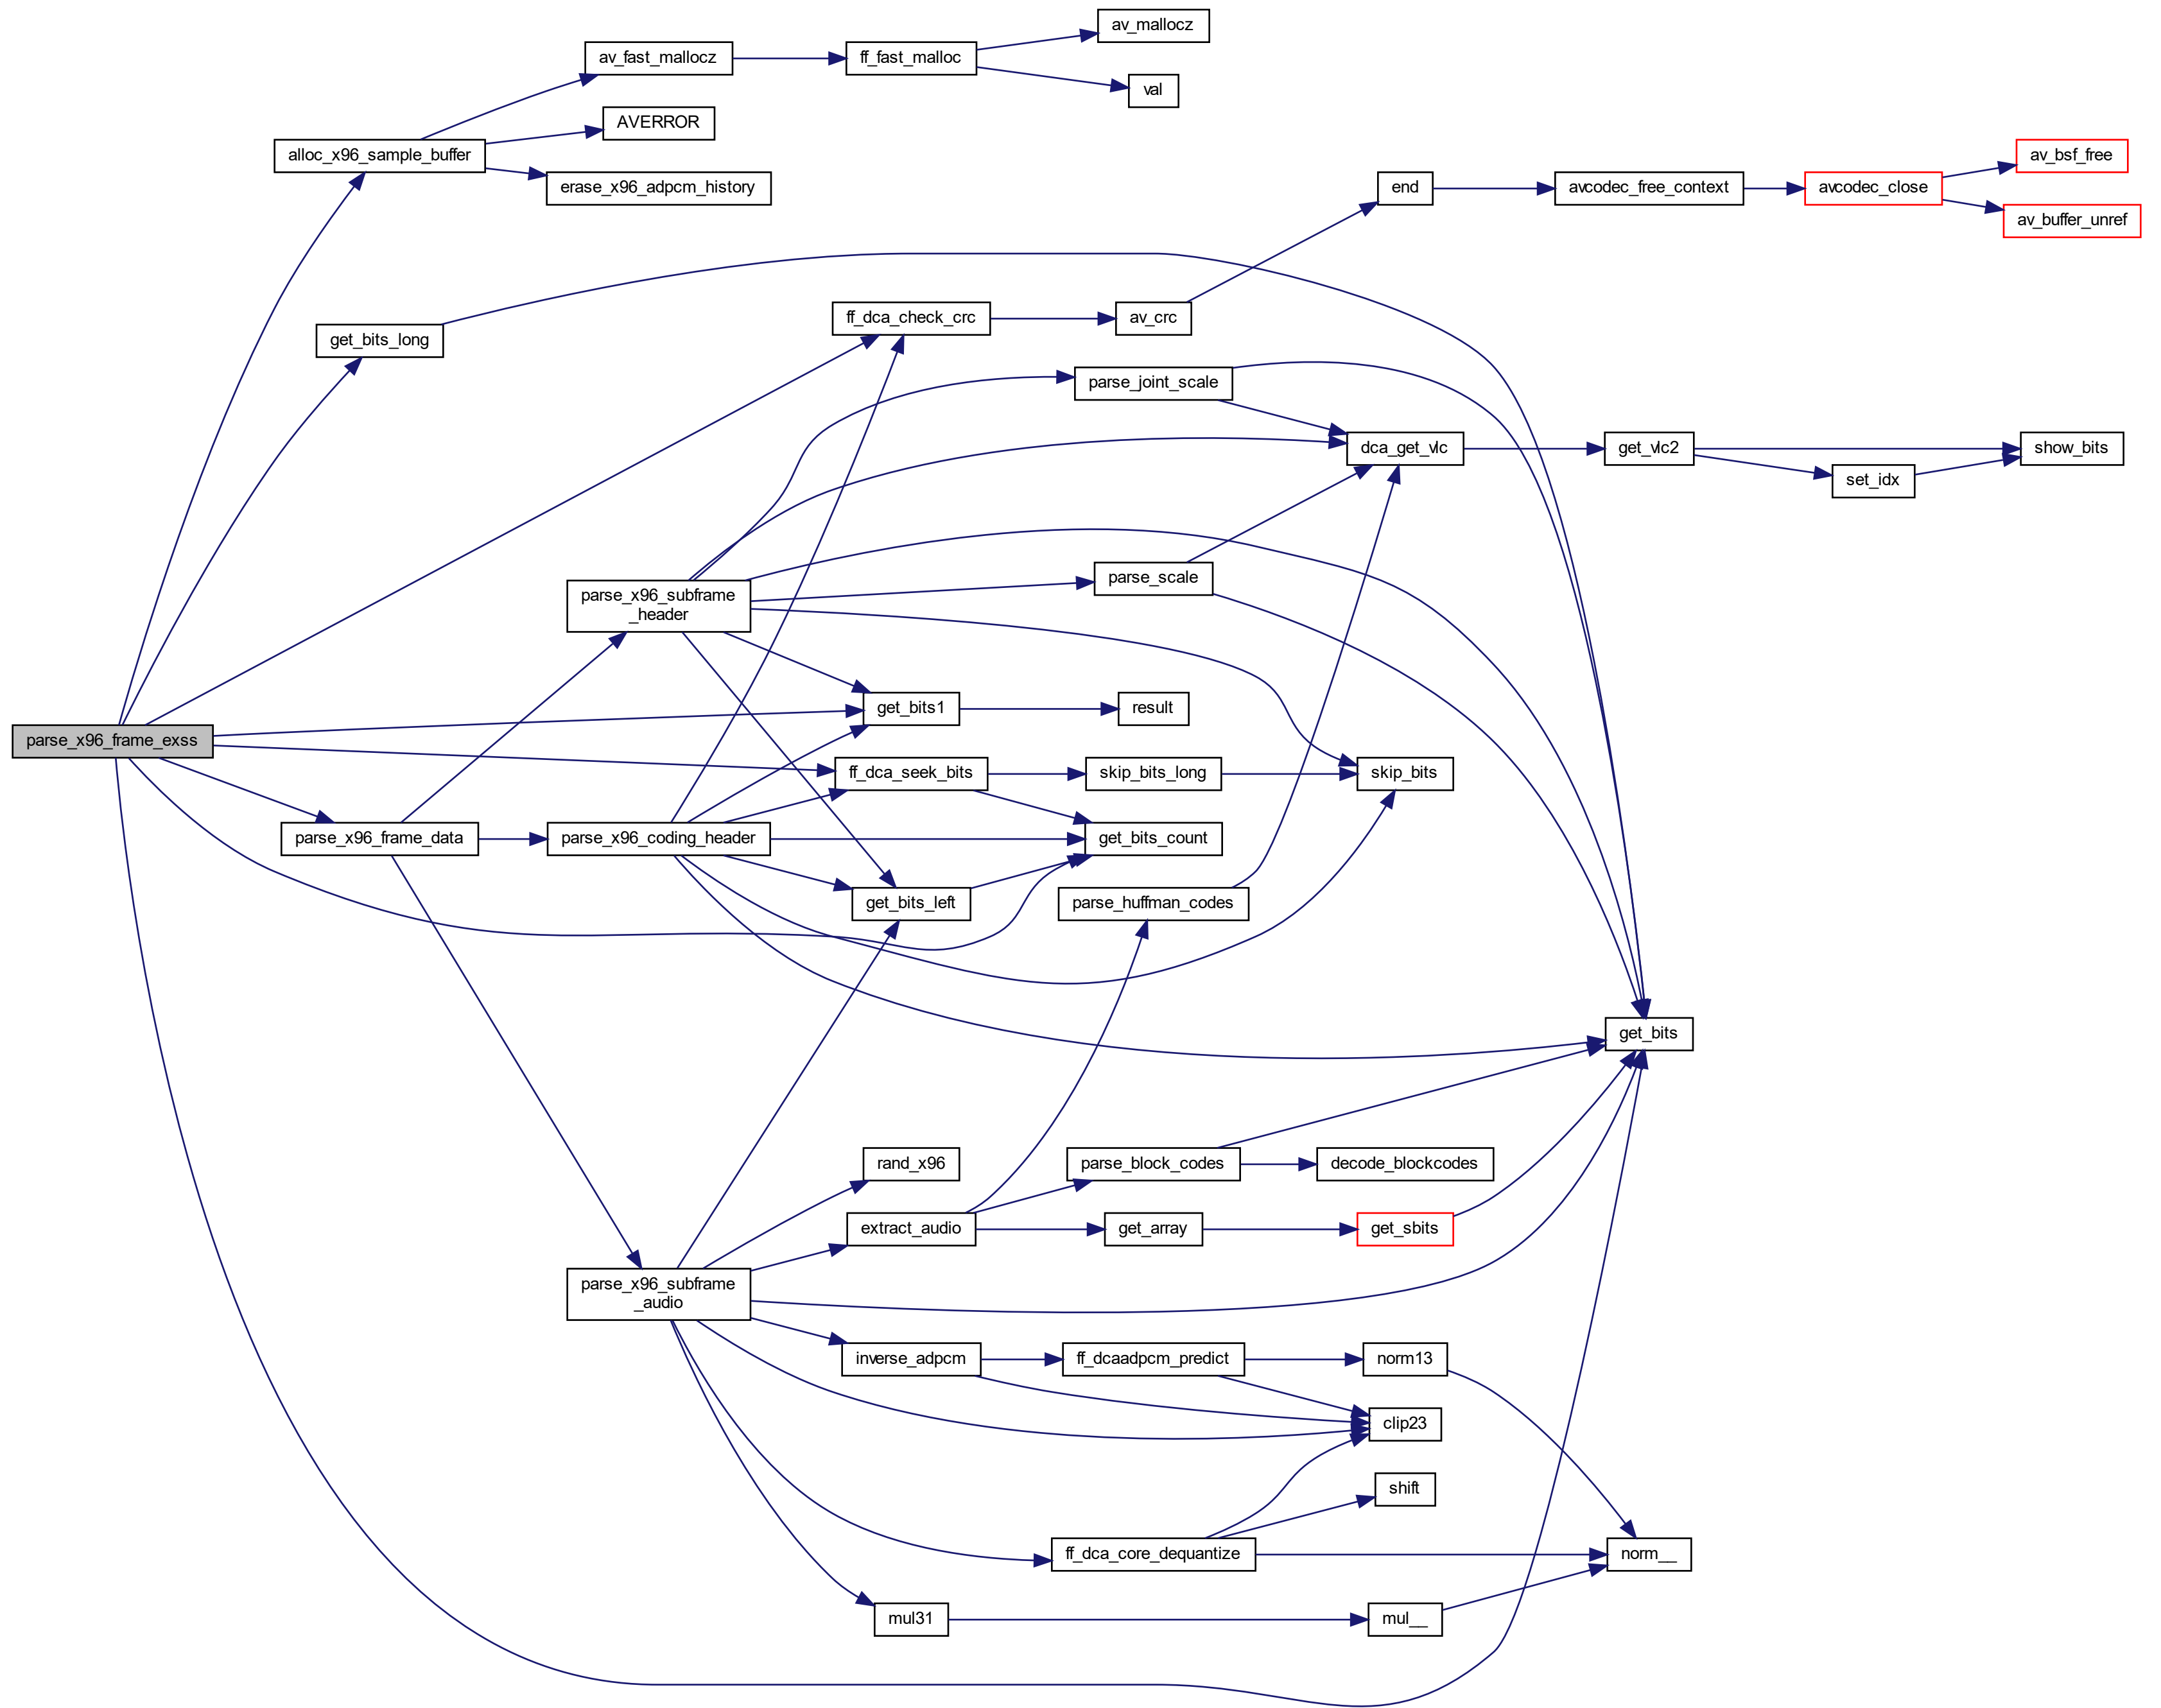 av_mallocz
av_fast_mallocz
ff_fast_malloc
val
AVERROR
alloc_x96_sample_buffer
erase_x96_adpcm_history
av_bsf_free
end
avcodec_free_context
avcodec_close
av_buffer_unref
get_bits_long
ff_dca_check_crc
av_crc
parse_joint_scale
dca_get_vlc
get_vlc2
show_bits
set_idx
parse_x96_subframe
_header
parse_scale
get_bits1
result
parse_x96_frame_exss
ff_dca_seek_bits
skip_bits_long
skip_bits
parse_x96_frame_data
parse_x96_coding_header
get_bits_count
get_bits_left
parse_huffman_codes
get_bits
rand_x96
parse_block_codes
decode_blockcodes
extract_audio
get_array
get_sbits
parse_x96_subframe
_audio
inverse_adpcm
ff_dcaadpcm_predict
norm13
clip23
shift
ff_dca_core_dequantize
norm__
mul31
mul__